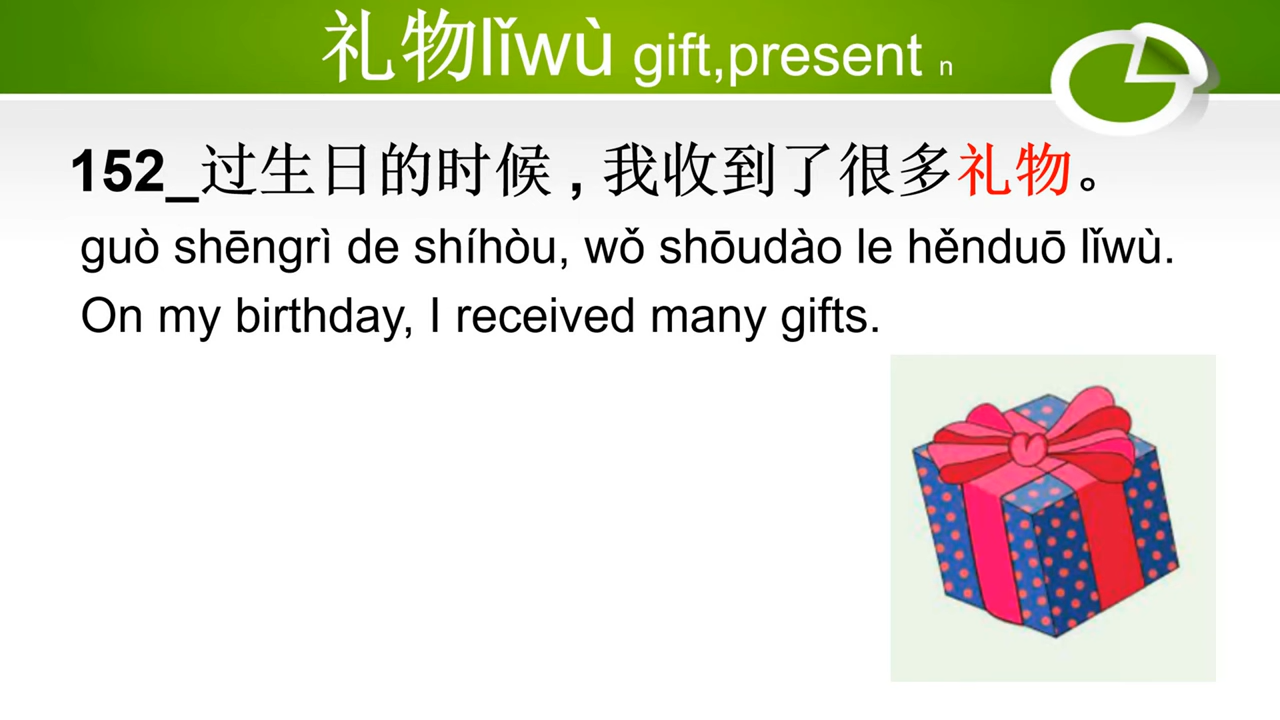 礼物lǐwù gift,present n
152_过生日的时候 , 我收到了很多礼物。
guò shēngrì de shíhòu, wǒ shōudào le hěnduō lǐwù.
On my birthday, I received many gifts.